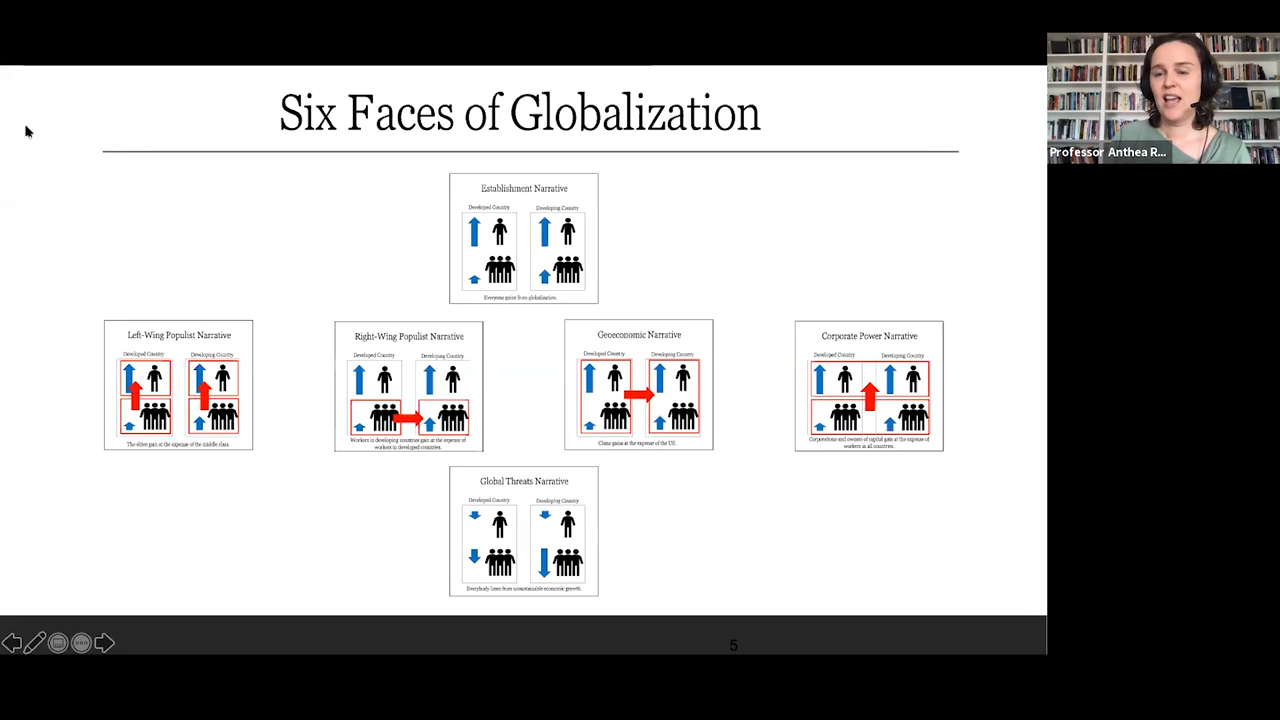 Six Faces of Globalization
Professor Anthea R...
Establishment Narrative
Developed Country
Developing Country
Everyone gains from globalization.
Left-Wing Populist Narrative
Developed Country
Developing Country
The elites gain at the expense of the middle class.
Right-Wing Populist Narrative
Developed Country
Developing Country
Workers in developing countries gain at the expense of
workers in developed countries.
Geoeconomic Narrative
Developed Country
Developing Country
China gains at the expense of the US.
Corporate Power Narrative
Developed Country
Developing Country
Corporations and owners of capital gain at the expense of
workers in all countries.
Global Threats Narrative
Developed Country
Developing Country
Everybody loses from unsustainable economic growth.
5